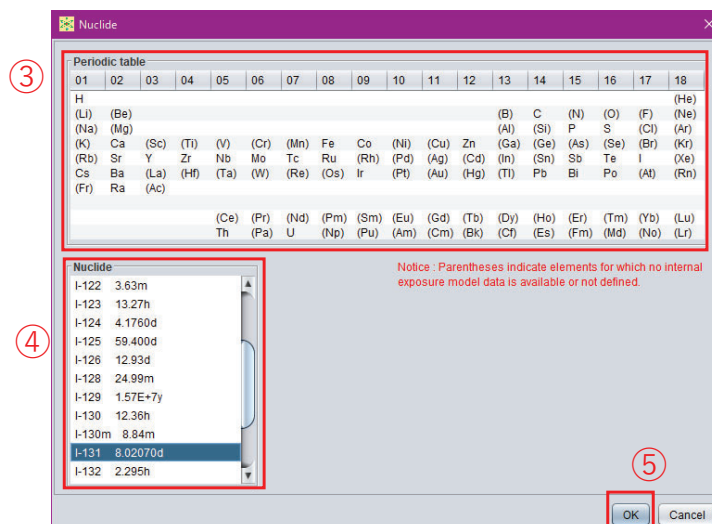 Nuclide
③
Periodic table
01 02 03 04 05 06 07 08 09 10 11 12 13 14 15 16 17 18
H (He)
(Li) (Be) (B) C (N) (O) (F) (Ne)
(Na) (Mg) (Al) (Si) P S (Cl) (Ar)
(K) Ca (Sc) (Ti) (V) (Cr) (Mn) Fe Co (Ni) (Cu) Zn (Ga) (Ge) (As) (Se) (Br) (Kr)
(Rb) Sr Y Zr Nb Mo Tc Ru (Rh) (Pd) (Ag) (Cd) (In) (Sn) Sb Te I (Xe)
Cs Ba (La) (Hf) (Ta) (W) (Re) (Os) Ir (Pt) (Au) (Hg) (Tl) Pb Bi Po (At) (Rn)
(Fr) Ra (Ac)
(Ce) (Pr) (Nd) (Pm) (Sm) (Eu) (Gd) (Tb) (Dy) (Ho) (Er) (Tm) (Yb) (Lu)
Th (Pa) U (Np) (Pu) (Am) (Cm) (Bk) (Cf) (Es) (Fm) (Md) (No) (Lr)
④
Nuclide
I-122 3.63m
I-123 13.27h
I-124 4.1760d
I-125 59.400d
I-126 12.93d
I-128 24.99m
I-129 1.57E+7y
I-130 12.36h
I-130m 8.84m
I-131 8.02070d
I-132 2.295h
Notice : Parentheses indicate elements for which no internal
exposure model data is available or not defined.
⑤
OK Cancel